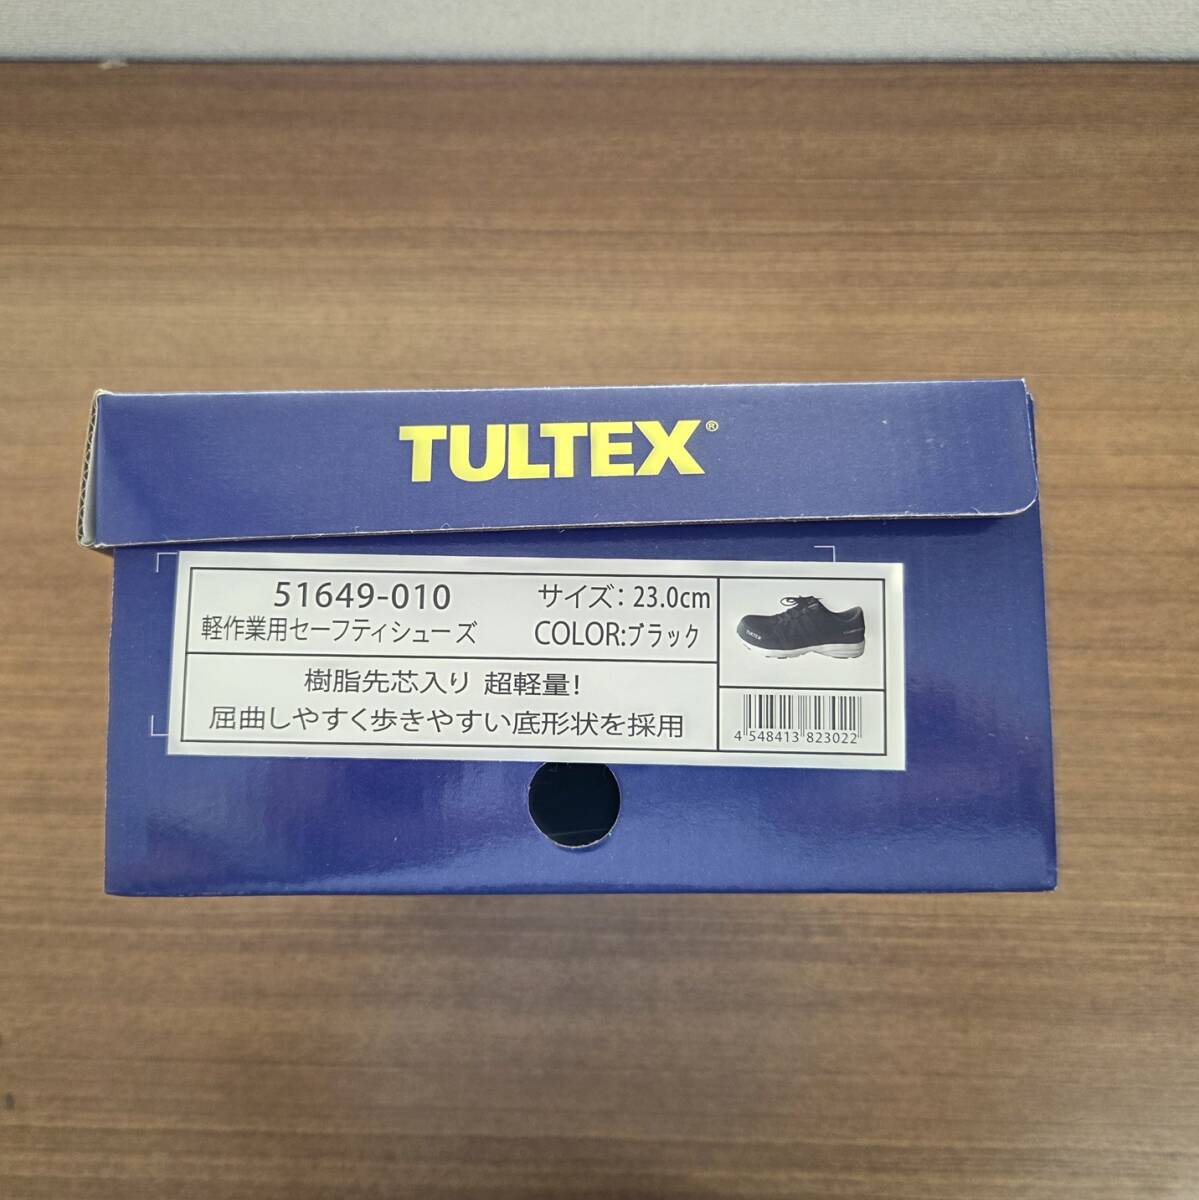 TULTEX®
51649-010
サイズ: 23.0cm
軽作業用セーフティシューズ
COLOR:ブラック
樹脂先芯入り 超軽量!
屈曲しやすく歩きやすい底形状を採用
TULTEX
4 548413 823022